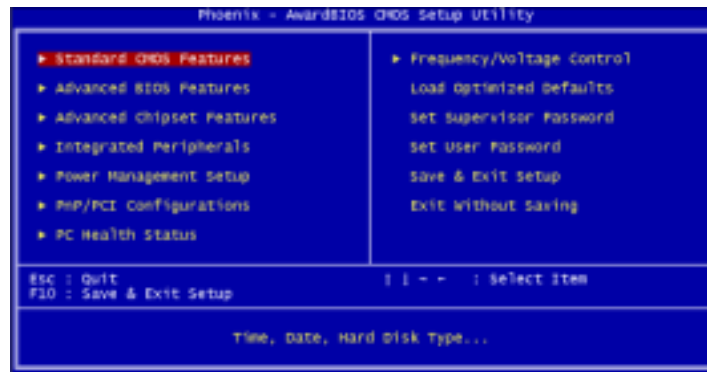 Phoenix - AwardBIOS CMOS Setup Utility
▶ Standard CMOS Features
▶ Advanced BIOS Features
▶ Advanced Chipset Features
▶ Integrated Peripherals
▶ Power Management Setup
▶ PnP/PCI Configurations
▶ PC Health Status
▶ Frequency/Voltage Control
Load Optimized Defaults
Set Supervisor Password
Set User Password
Save & Exit Setup
Exit Without Saving
Esc : Quit
F10 : Save & Exit Setup
: Select Item
Time, Date, Hard Disk Type...